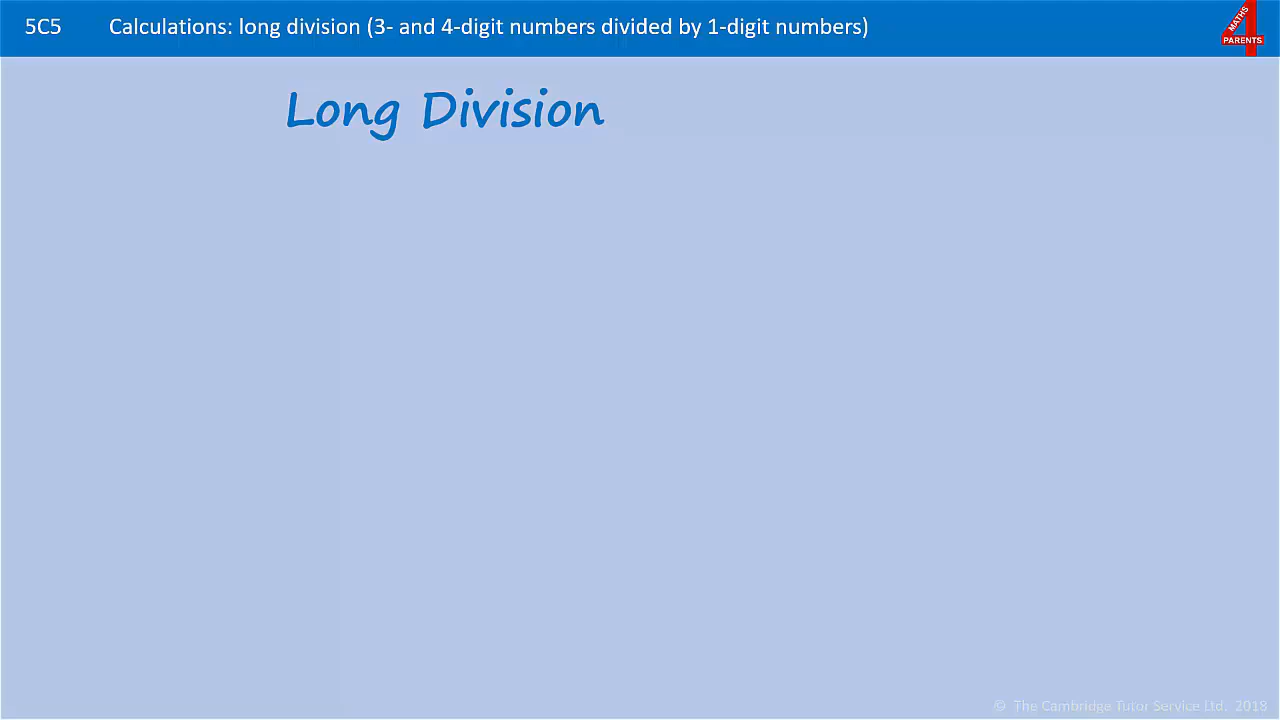 5C5 Calculations: long division (3- and 4-digit numbers divided by 1-digit numbers)
MATHS
4
PARENTS
Long Division
© The Cambridge Tutor Service Ltd, 2018